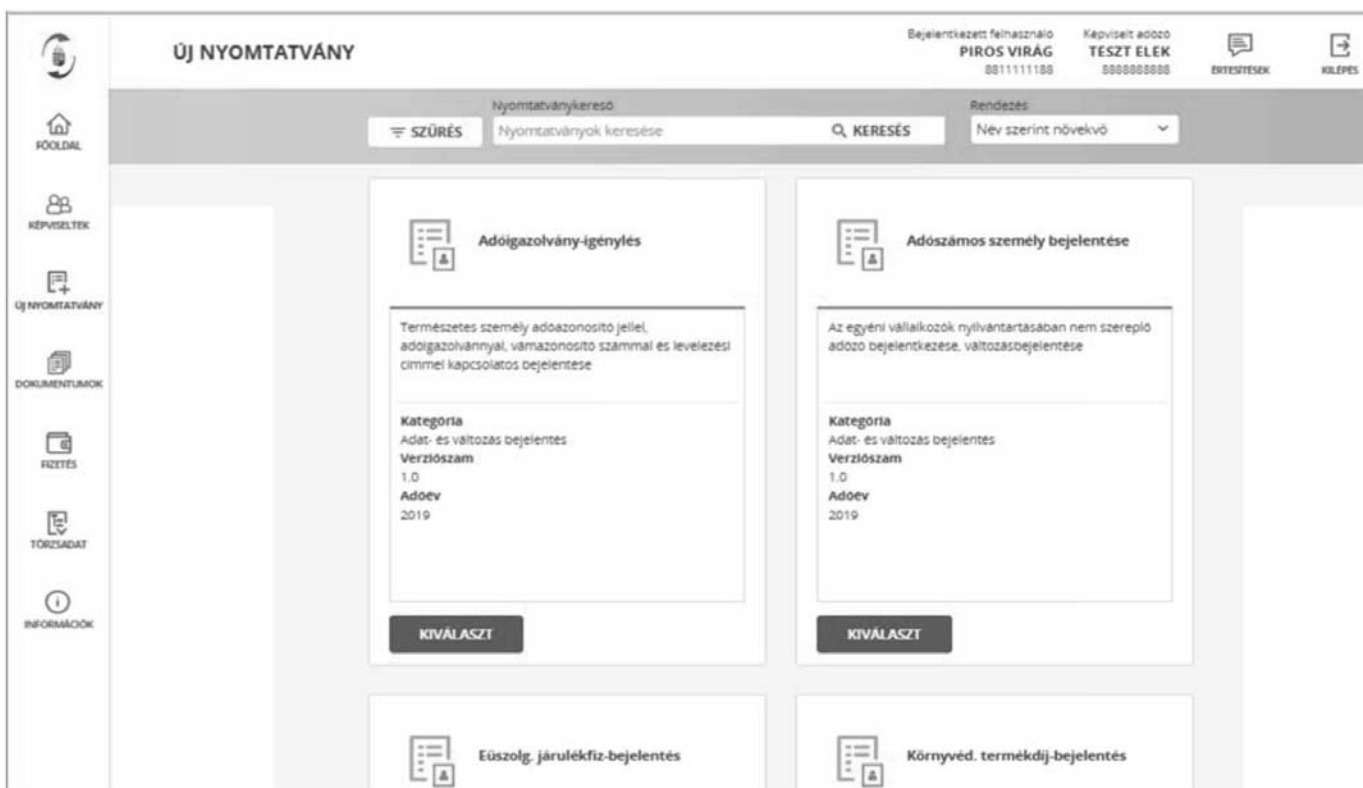 ÚJ NYOMTATVÁNY
Bejelentkezett felhasználó
PIROS VIRÁG
8811111188
Képviselt adózó
TESZT ELEK
8888888888
ÉRTESÍTÉSEK
KILÉPÉS
FŐOLDAL
KÉPVISELTEK
ÚJ NYOMTATVÁNY
DOKUMENTUMOK
FIZETÉS
TÖRZSADAT
INFORMÁCIÓK
SZŰRÉS
Nyomtatványkereső
Nyomtatványok keresése
KERESÉS
Rendezés
Név szerint növekvő
Adóigazolvány-igénylés
Természetes személy adóazonosító jellel,
adóigazolvánnyal, vámazonosító számmal és levelezési
címmel kapcsolatos bejelentése
Kategória
Adat- és változás bejelentés
Verziószám
1.0
Adóév
2019
KIVÁLASZT
Adószámos személy bejelentése
Az egyéni vállalkozók nyilvántartásában nem szereplő
adózó bejelentkezése, változásbejelentése
Kategória
Adat- és változás bejelentés
Verziószám
1.0
Adóév
2019
KIVÁLASZT
Eüszolg. járulékfiz-bejelentés
Környvéd. termékdíj-bejelentés